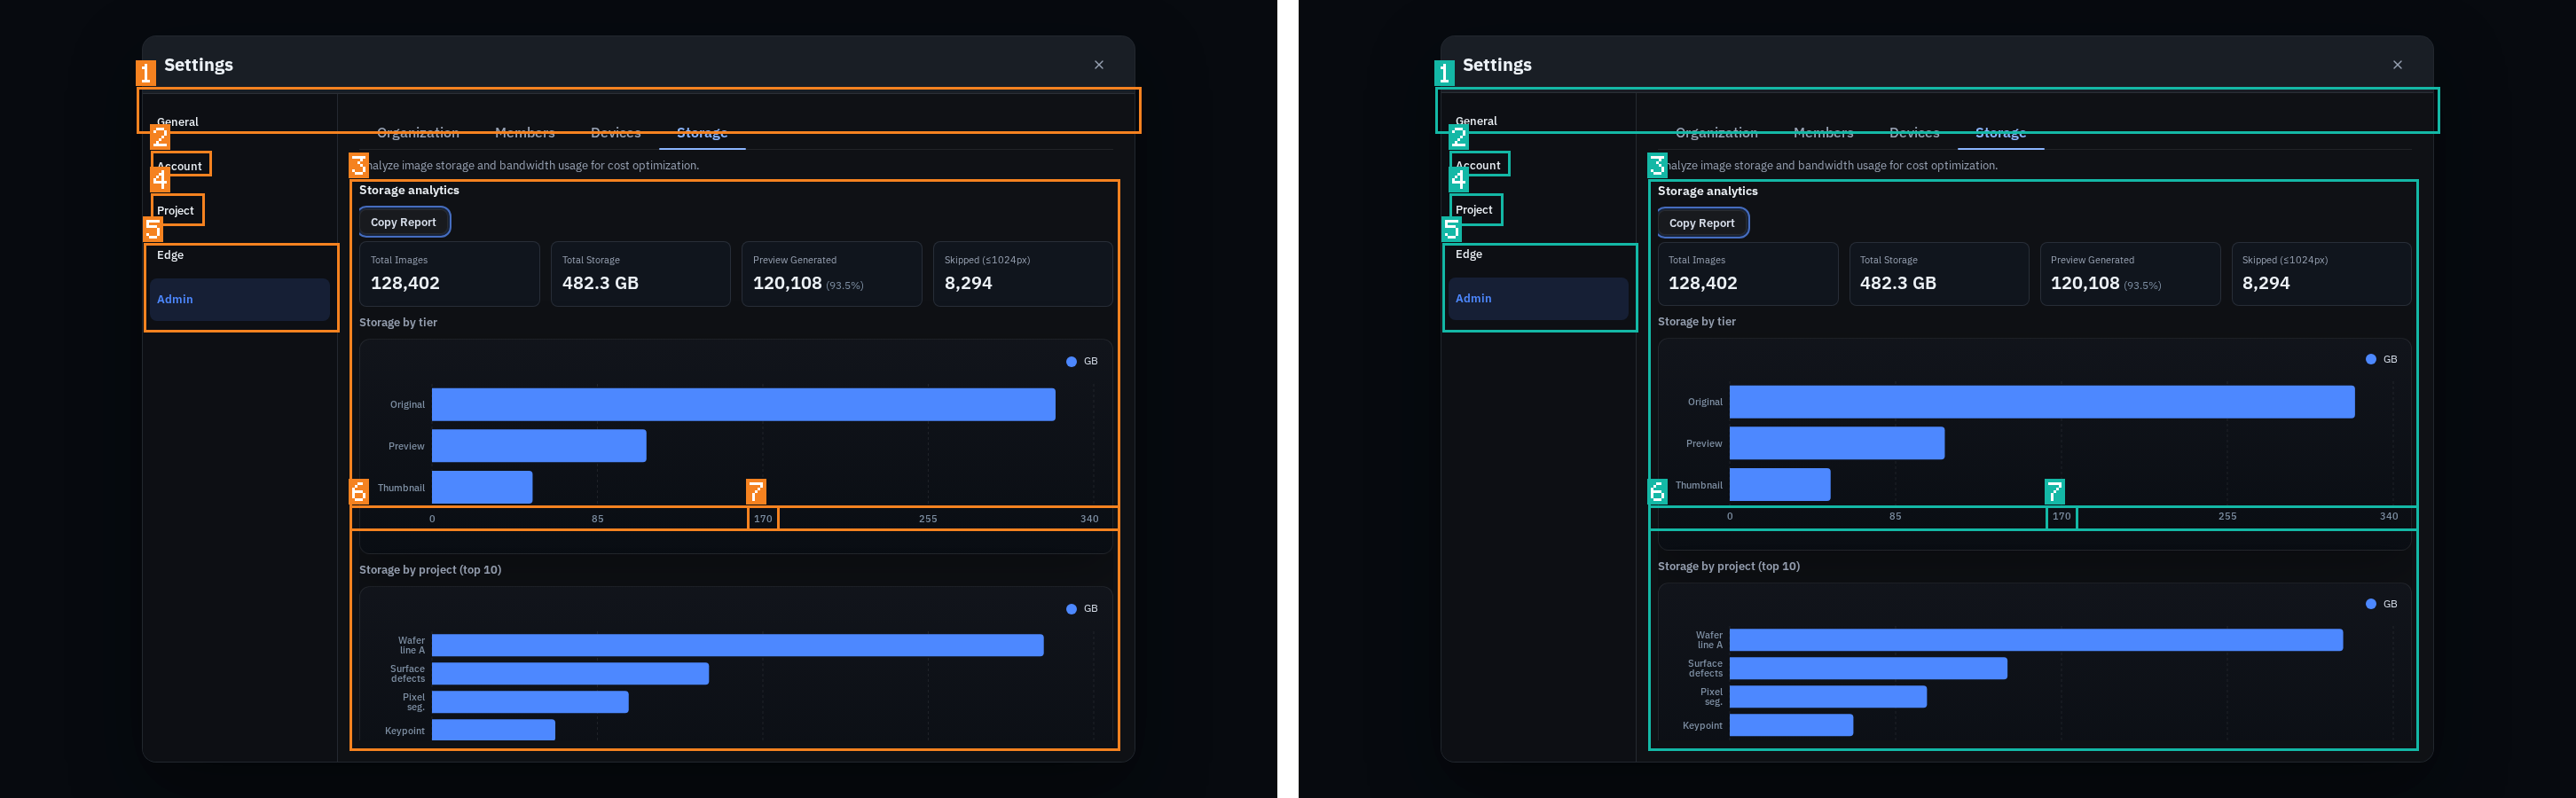 Settings
×
1
General
2
Account
4
Project
5
Edge
Admin
Organization Members Devices Storage
3
nalyze image storage and bandwidth usage for cost optimization.
Storage analytics
Copy Report
Total Images
128,402
Total Storage
482.3 GB
Preview Generated
120,108 (93.5%)
Skipped (≤1024px)
8,294
Storage by tier
GB
Original
Preview
Thumbnail
6
7
0 85 170 255 340
Storage by project (top 10)
GB
Wafer
line A
Surface
defects
Pixel
seg.
Keypoint
Settings
×
1
General
2
Account
4
Project
5
Edge
Admin
Organization Members Devices Storage
3
nalyze image storage and bandwidth usage for cost optimization.
Storage analytics
Copy Report
Total Images
128,402
Total Storage
482.3 GB
Preview Generated
120,108 (93.5%)
Skipped (≤1024px)
8,294
Storage by tier
GB
Original
Preview
Thumbnail
6
7
0 85 170 255 340
Storage by project (top 10)
GB
Wafer
line A
Surface
defects
Pixel
seg.
Keypoint